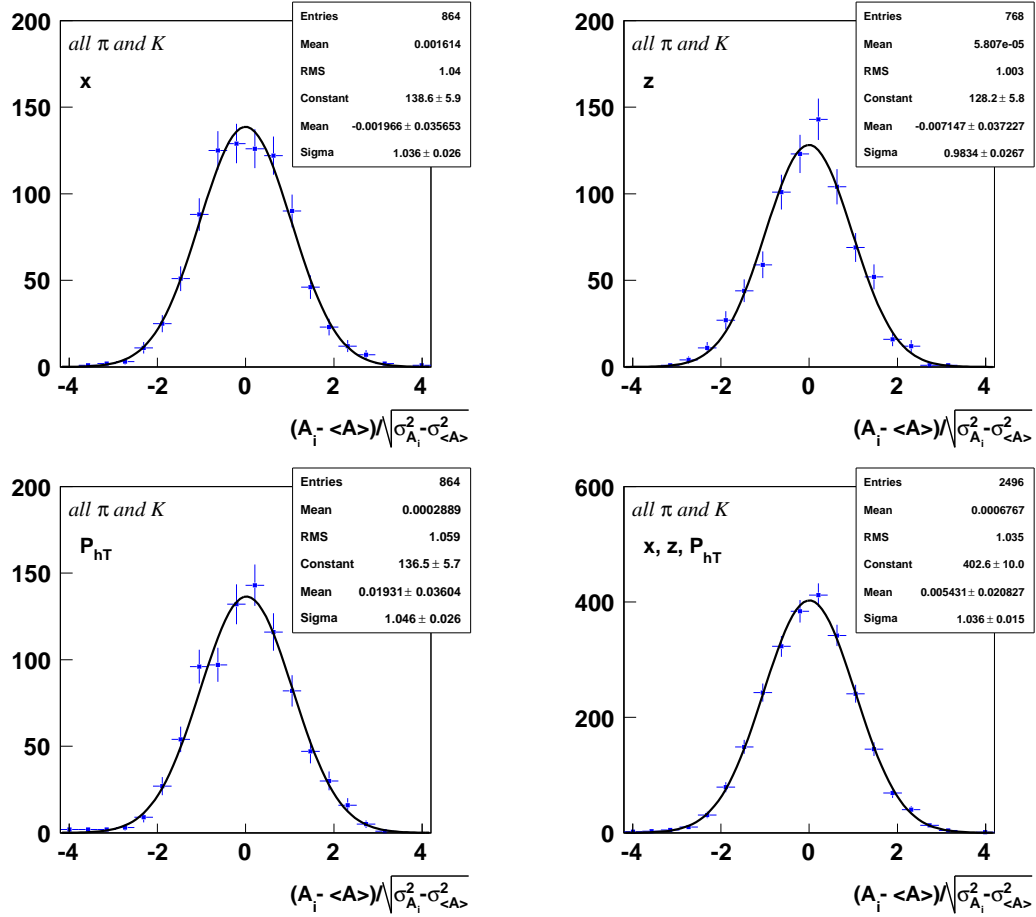 all π and K
x
Entries 864
Mean 0.001614
RMS 1.04
Constant 138.6 ± 5.9
Mean -0.001966 ± 0.035653
Sigma 1.036 ± 0.026
200
150
100
50
0
-4 -2 0 2 4
(A_i- <A>)/√σ²_{A_i}-σ²_{<A>}
all π and K
z
Entries 768
Mean 5.807e-05
RMS 1.003
Constant 128.2 ± 5.8
Mean -0.007147 ± 0.037227
Sigma 0.9834 ± 0.0267
200
150
100
50
0
-4 -2 0 2 4
(A_i- <A>)/√σ²_{A_i}-σ²_{<A>}
all π and K
P_{hT}
Entries 864
Mean 0.0002889
RMS 1.059
Constant 136.5 ± 5.7
Mean 0.01931 ± 0.03604
Sigma 1.046 ± 0.026
200
150
100
50
0
-4 -2 0 2 4
(A_i- <A>)/√σ²_{A_i}-σ²_{<A>}
all π and K
x, z, P_{hT}
Entries 2496
Mean 0.0006767
RMS 1.035
Constant 402.6 ± 10.0
Mean 0.005431 ± 0.020827
Sigma 1.036 ± 0.015
600
400
200
0
-4 -2 0 2 4
(A_i- <A>)/√σ²_{A_i}-σ²_{<A>}